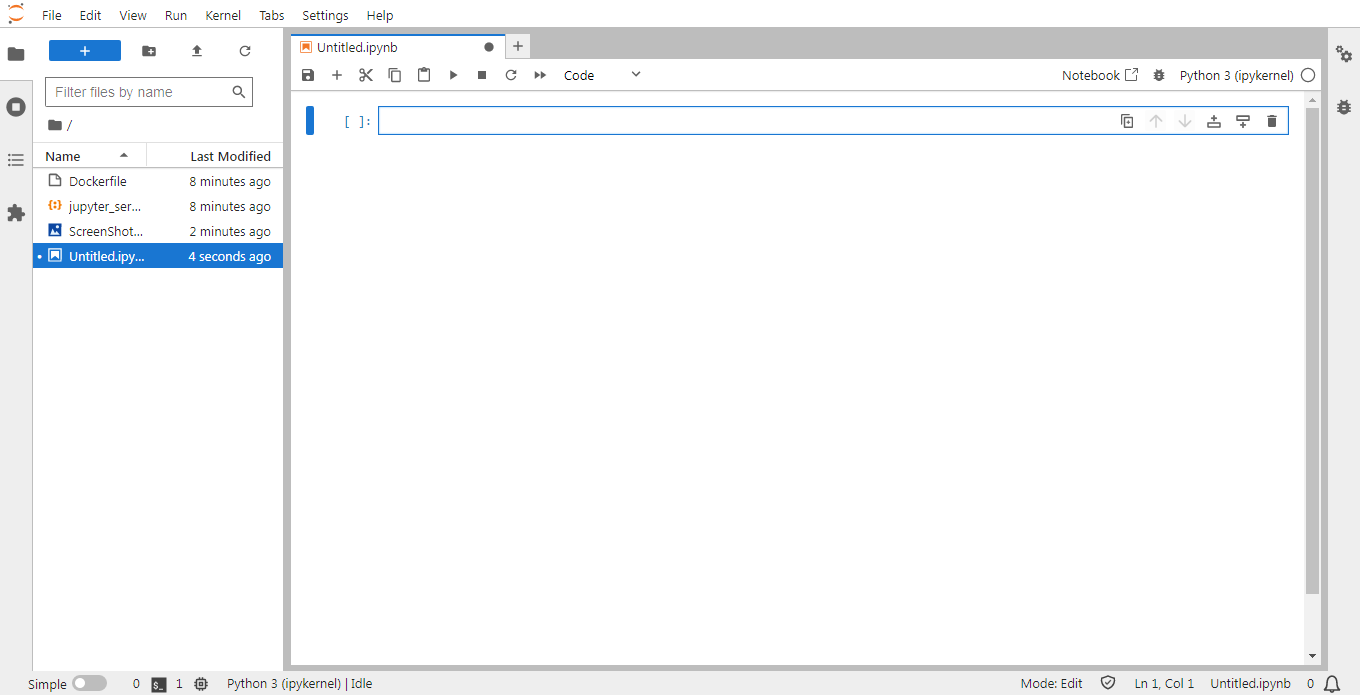 File Edit View Run Kernel Tabs Settings Help
Untitled.ipynb
Code
Notebook
Python 3 (ipykernel)
Filter files by name
/
Name Last Modified
Dockerfile 8 minutes ago
jupyter_ser... 8 minutes ago
ScreenShot... 2 minutes ago
Untitled.ipy... 4 seconds ago
[ ]:
Simple 0 $_ 1 Python 3 (ipykernel) | Idle Mode: Edit Ln 1, Col 1 Untitled.ipynb 0